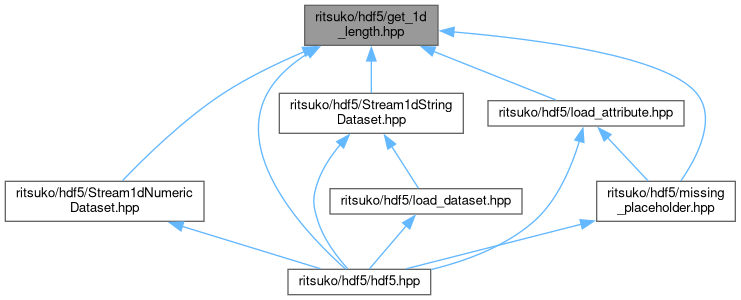 ritsuko/hdf5/get_1d
_length.hpp
ritsuko/hdf5/Stream1dString
Dataset.hpp
ritsuko/hdf5/load_attribute.hpp
ritsuko/hdf5/Stream1dNumeric
Dataset.hpp
ritsuko/hdf5/load_dataset.hpp
ritsuko/hdf5/missing
_placeholder.hpp
ritsuko/hdf5/hdf5.hpp